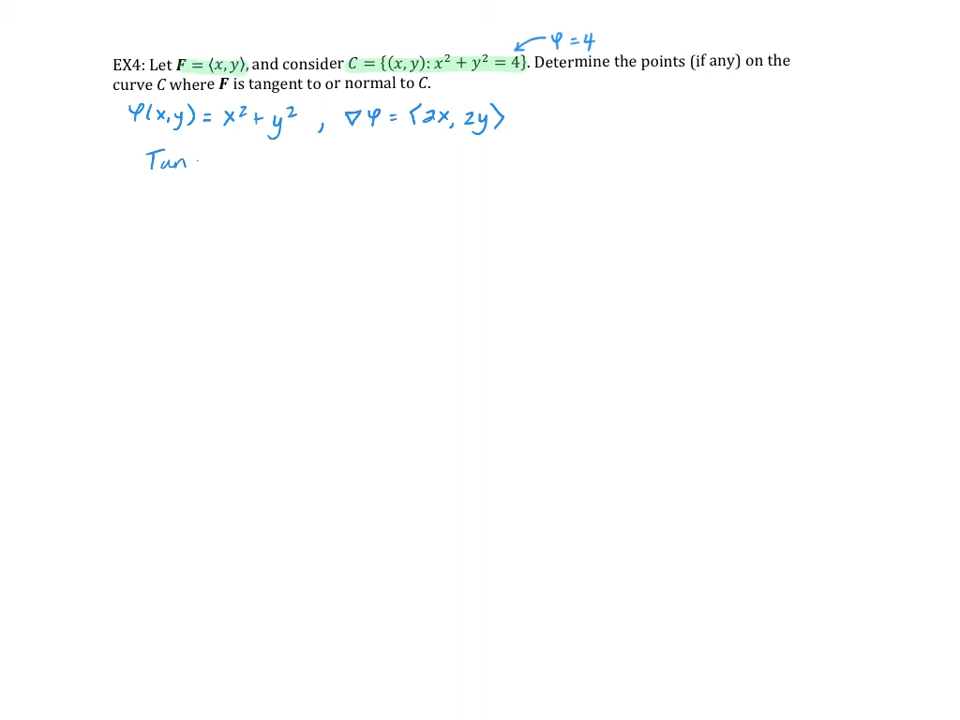 φ = 4
EX4: Let F = ⟨x, y⟩, and consider C = {(x, y): x² + y² = 4}. Determine the points (if any) on the
curve C where F is tangent to or normal to C.
φ(x,y) = x² + y² , ∇φ = ⟨2x, 2y⟩
Tan